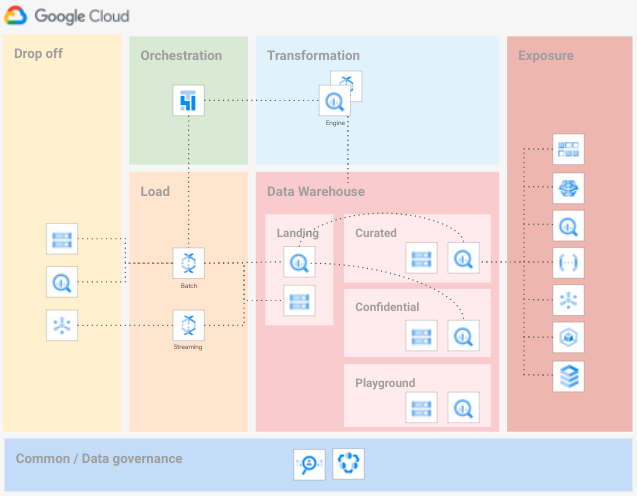 Google Cloud
Drop off
Orchestration
Transformation
Exposure
Engine
Load
Data Warehouse
Landing
Curated
Batch
Confidential
Streaming
Playground
Common / Data governance